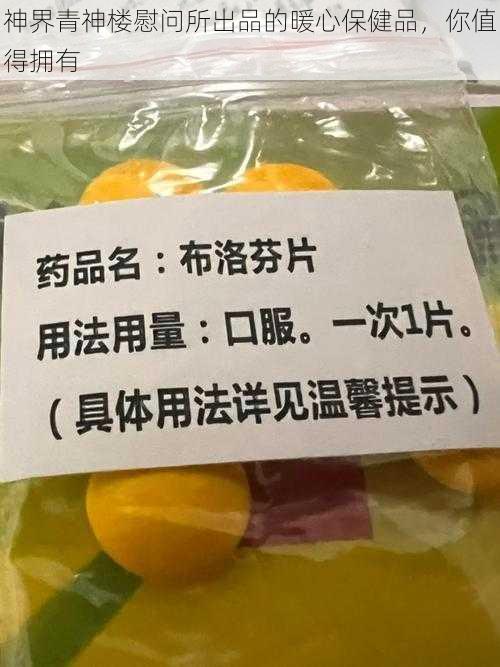 神界青神楼慰问所出品的暖心保健品，你值
得拥有
药品名：布洛芬片
用法用量：口服。一次1片。
（具体用法详见温馨提示）